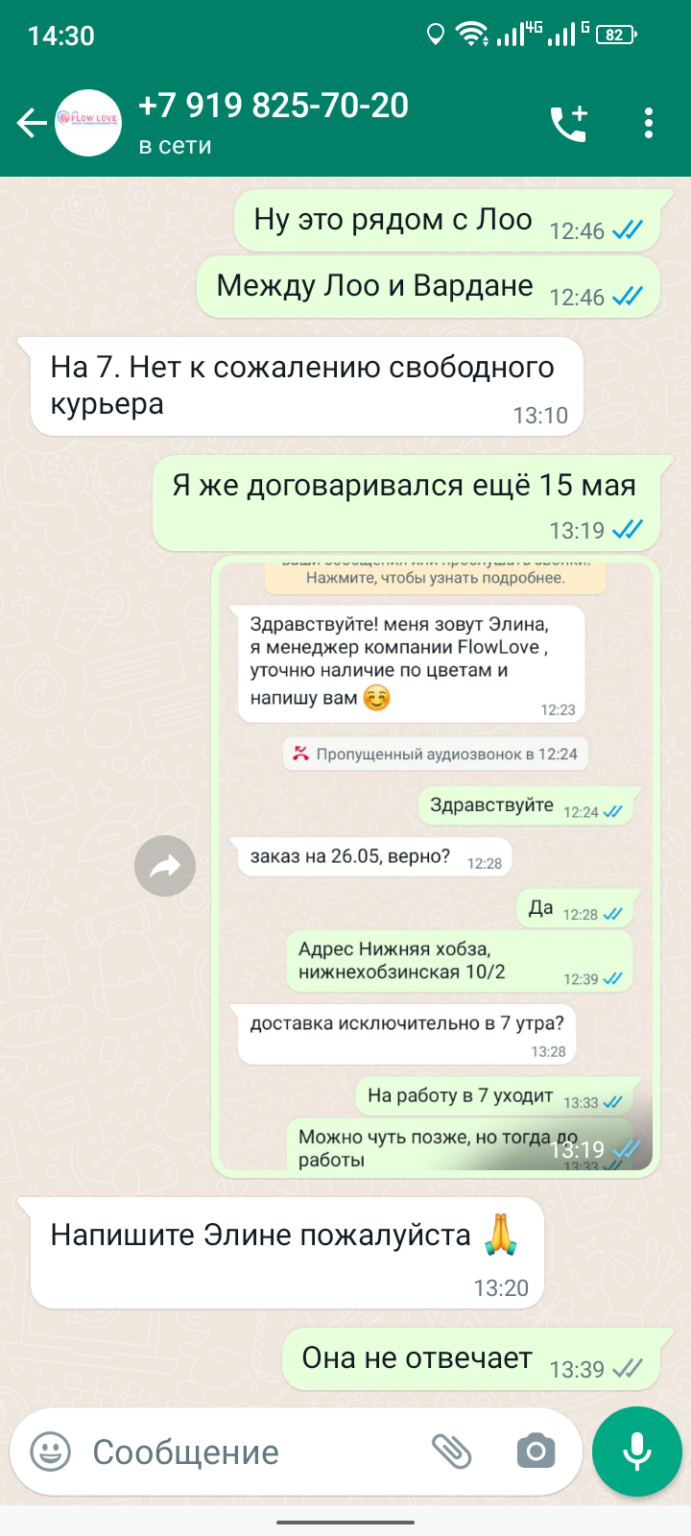 14:30
4G
G
82
FLOW LOVE
+7 919 825-70-20
в сети
Ну это рядом с Лоо 12:46
Между Лоо и Вардане 12:46
На 7. Нет к сожалению свободного
курьера 13:10
Я же договаривался ещё 15 мая
13:19
Нажмите, чтобы узнать подробнее.
Здравствуйте! меня зовут Элина,
я менеджер компании FlowLove ,
уточню наличие по цветам и
напишу вам ☺️
12:23
Пропущенный аудиозвонок в 12:24
Здравствуйте 12:24
заказ на 26.05, верно? 12:28
Да 12:28
Адрес Нижняя хобза,
нижнехобзинская 10/2 12:39
доставка исключительно в 7 утра?
13:28
На работу в 7 уходит 13:33
Можно чуть позже, но тогда до
работы 13:33
13:19
Напишите Элине пожалуйста 🙏
13:20
Она не отвечает 13:39
Сообщение